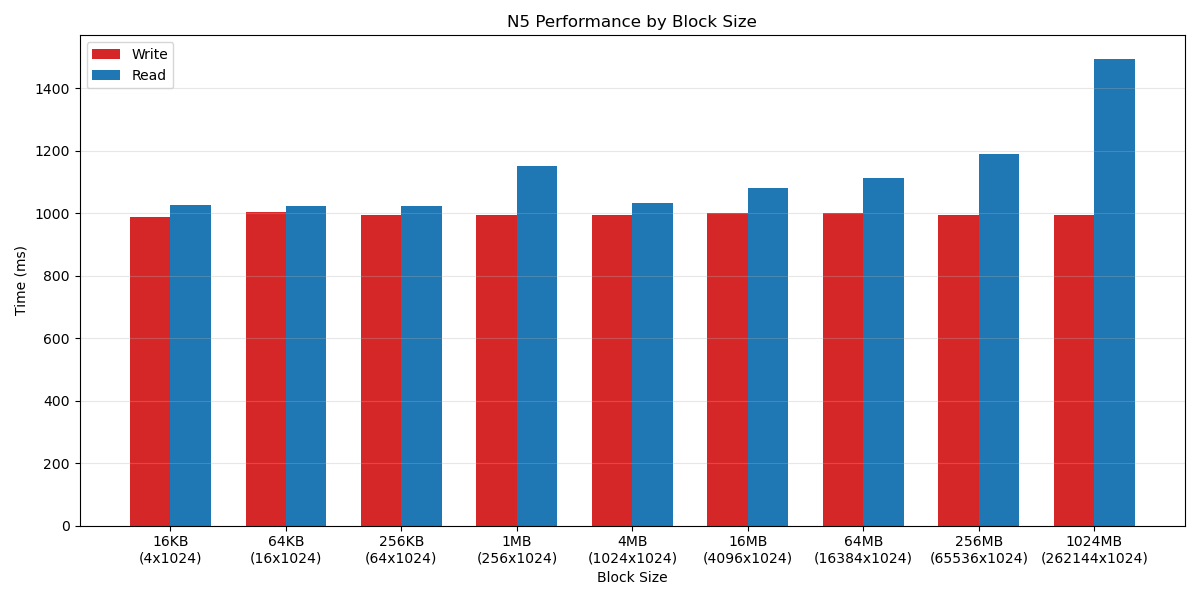 N5 Performance by Block Size
Write
Read
Time (ms)
1400
1200
1000
800
600
400
200
0
16KB
(4x1024)
64KB
(16x1024)
256KB
(64x1024)
1MB
(256x1024)
4MB
(1024x1024)
16MB
(4096x1024)
64MB
(16384x1024)
256MB
(65536x1024)
1024MB
(262144x1024)
Block Size